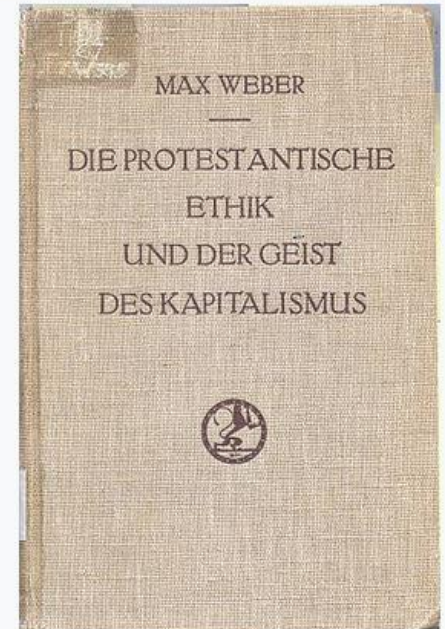 MAX WEBER
DIE PROTESTANTISCHE
ETHIK
UND DER GEIST
DES KAPITALISMUS